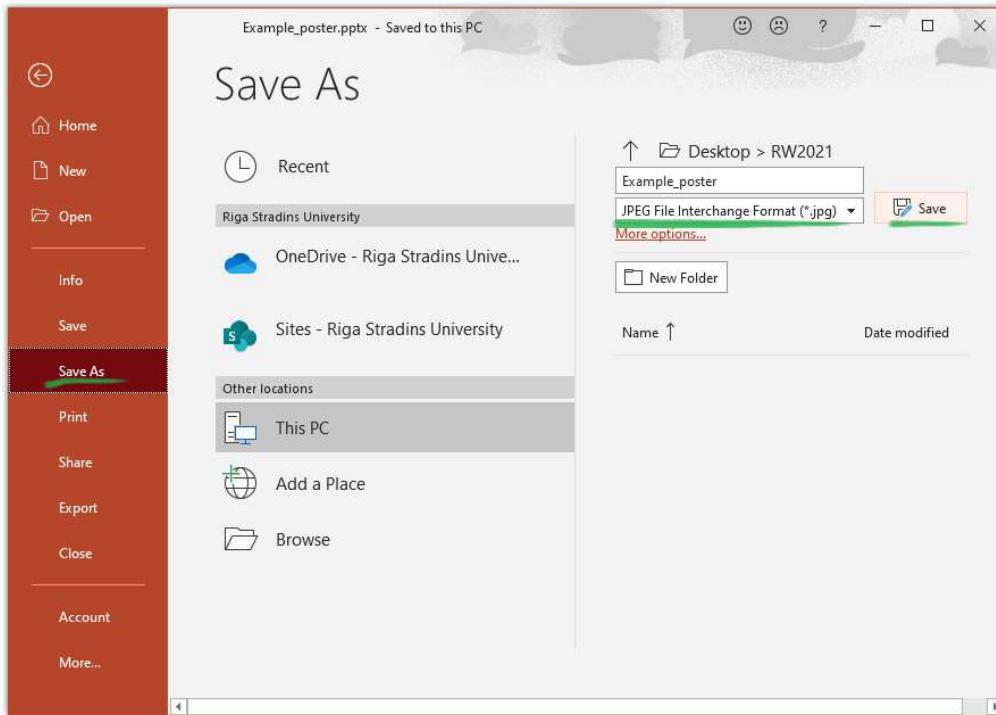 Example_poster.pptx - Saved to this PC
?
Home
New
Open
Info
Save
Save As
Print
Share
Export
Close
Account
More...
Save As
Recent
Riga Stradins University
OneDrive - Riga Stradins Unive...
S
Sites - Riga Stradins University
Other locations
This PC
Add a Place
Browse
Desktop > RW2021
Example_poster
JPEG File Interchange Format (*.jpg)
Save
More options...
New Folder
Name ↑ Date modified